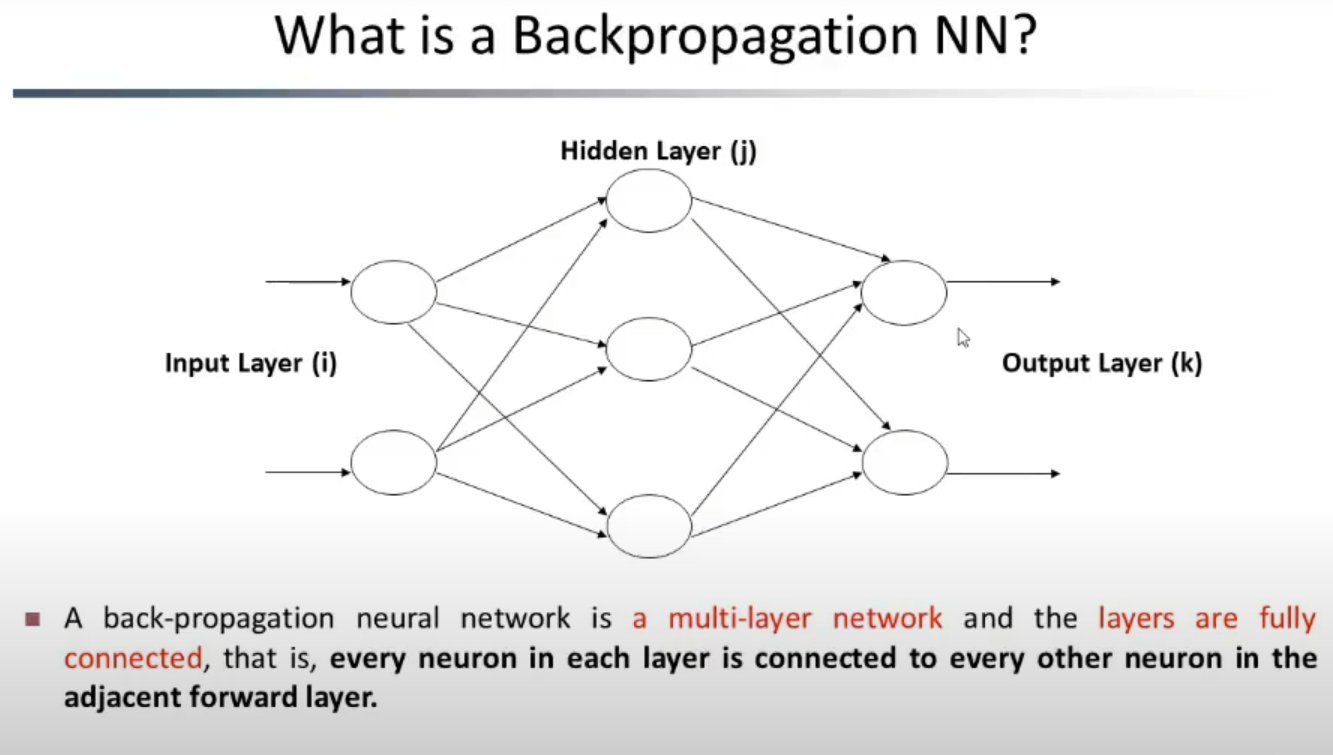 What is a Backpropagation NN?
Hidden Layer (j)
Input Layer (i)
Output Layer (k)
A back-propagation neural network is a multi-layer network and the layers are fully
connected, that is, every neuron in each layer is connected to every other neuron in the
adjacent forward layer.